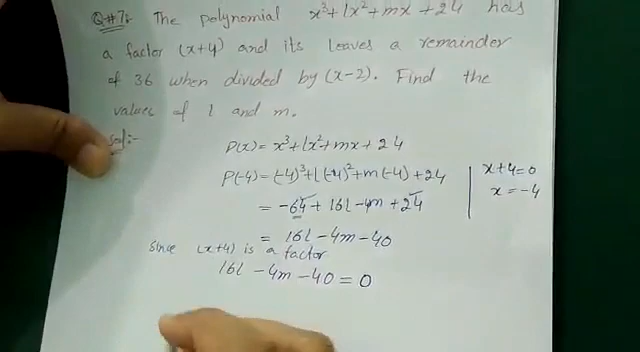 Q#7:- The polynomial x³+lx²+mx+24 has
a factor (x+4) and its leaves a remainder
of 36 when divided by (x-2). Find the
values of l and m.
Sol:-
P(x) = x³+lx²+mx+24
P(-4) = (-4)³+l(-4)²+m(-4)+24
= -64+16l-4m+24
= 16l-4m-40
x+4=0
x=-4
Since (x+4) is a factor
16l-4m-40=0